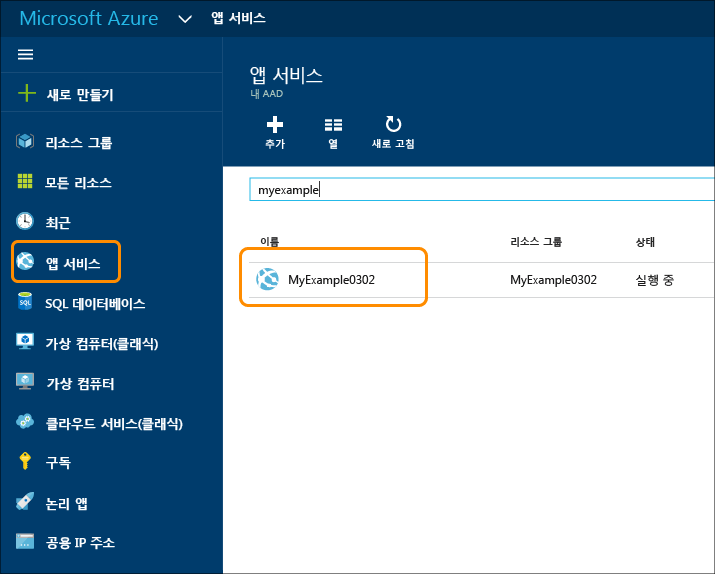 Microsoft Azure 앱 서비스
새로 만들기
리소스 그룹
모든 리소스
최근
앱 서비스
SQL 데이터베이스
가상 컴퓨터(클래식)
가상 컴퓨터
클라우드 서비스(클래식)
구독
논리 앱
공용 IP 주소
앱 서비스
내 AAD
추가 열 새로 고침
myexample
이름 리소스 그룹 상태
MyExample0302 MyExample0302 실행 중